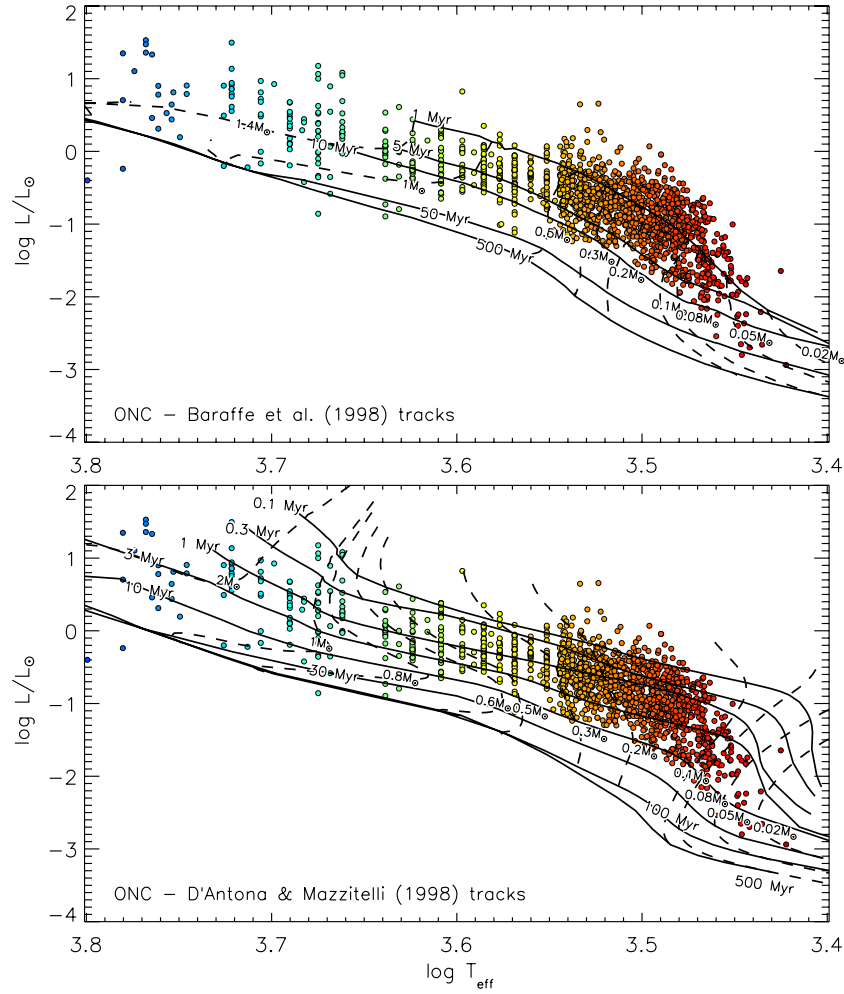 2
1
0
−1
−2
−3
−4
log L/L⊙
1 Myr
1.4M⊙
10 Myr
5 Myr
1M⊙
50 Myr
500 Myr
0.5M⊙
0.3M⊙
0.2M⊙
0.1M⊙
0.08M⊙
0.05M⊙
0.02M⊙
ONC − Baraffe et al. (1998) tracks
3.8
3.7
3.6
3.5
3.4
2
1
0
−1
−2
−3
−4
log L/L⊙
0.1 Myr
0.3 Myr
1 Myr
3 Myr
10 Myr
2M⊙
1M⊙
30 Myr
0.8M⊙
0.6M⊙
0.5M⊙
0.3M⊙
0.2M⊙
0.1M⊙
0.08M⊙
0.05M⊙
0.02M⊙
100 Myr
500 Myr
ONC − D'Antona & Mazzitelli (1998) tracks
3.8
3.7
3.6
3.5
3.4
log Teff